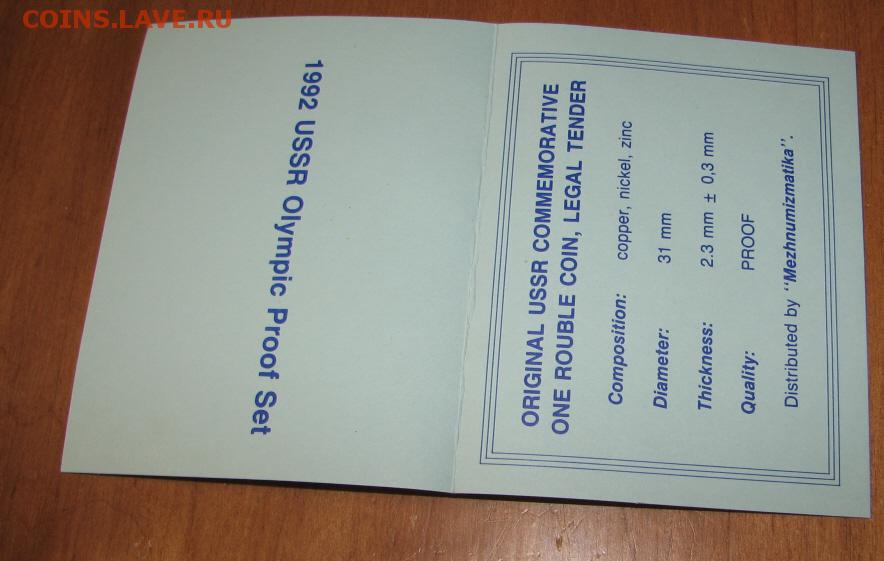 COINS.LAVE.RU
1992 USSR Olympic Proof Set
ORIGINAL USSR COMMEMORATIVE
ONE ROUBLE COIN, LEGAL TENDER
Composition: copper, nickel, zinc
Diameter: 31 mm
Thickness: 2.3 mm ± 0,3 mm
Quality: PROOF
Distributed by "Mezhnumizmatika".